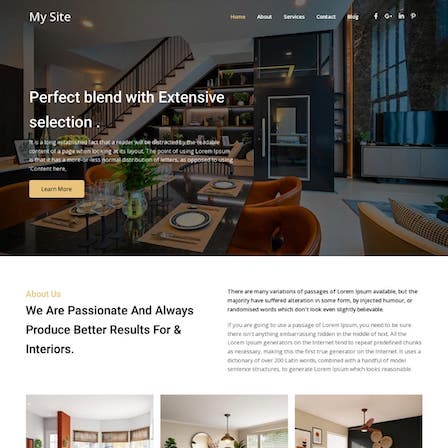 My Site
Home About Services Contact Blog
Perfect blend with Extensive
selection .
It is a long established fact that a reader will be distracted by the readable
content of a page when looking at its layout. The point of using Lorem Ipsum
is that it has a more-or-less normal distribution of letters, as opposed to using
'Content here,
Learn More
About Us
We Are Passionate And Always
Produce Better Results For &
Interiors.
There are many variations of passages of Lorem Ipsum available, but the
majority have suffered alteration in some form, by injected humour, or
randomised words which don't look even slightly believable.
If you are going to use a passage of Lorem Ipsum, you need to be sure
there isn't anything embarrassing hidden in the middle of text. All the
Lorem Ipsum generators on the Internet tend to repeat predefined chunks
as necessary, making this the first true generator on the Internet. It uses a
dictionary of over 200 Latin words, combined with a handful of model
sentence structures, to generate Lorem Ipsum which looks reasonable.